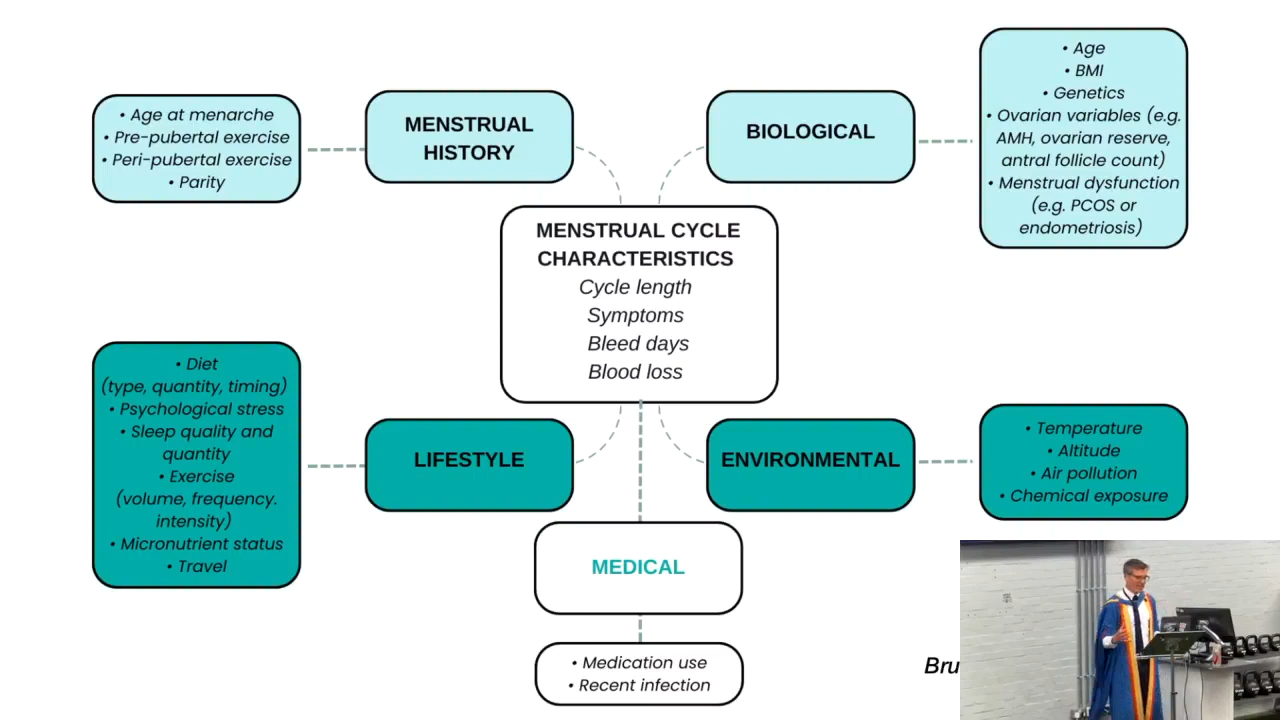 • Age at menarche
• Pre-pubertal exercise
• Peri-pubertal exercise
• Parity
MENSTRUAL
HISTORY
BIOLOGICAL
• Age
• BMI
• Genetics
• Ovarian variables (e.g.
AMH, ovarian reserve,
antral follicle count)
• Menstrual dysfunction
(e.g. PCOS or
endometriosis)
MENSTRUAL CYCLE
CHARACTERISTICS
Cycle length
Symptoms
Bleed days
Blood loss
• Diet
(type, quantity, timing)
• Psychological stress
• Sleep quality and
quantity
• Exercise
(volume, frequency.
intensity)
• Micronutrient status
• Travel
LIFESTYLE
ENVIRONMENTAL
• Temperature
• Altitude
• Air pollution
• Chemical exposure
MEDICAL
• Medication use
• Recent infection
Bru